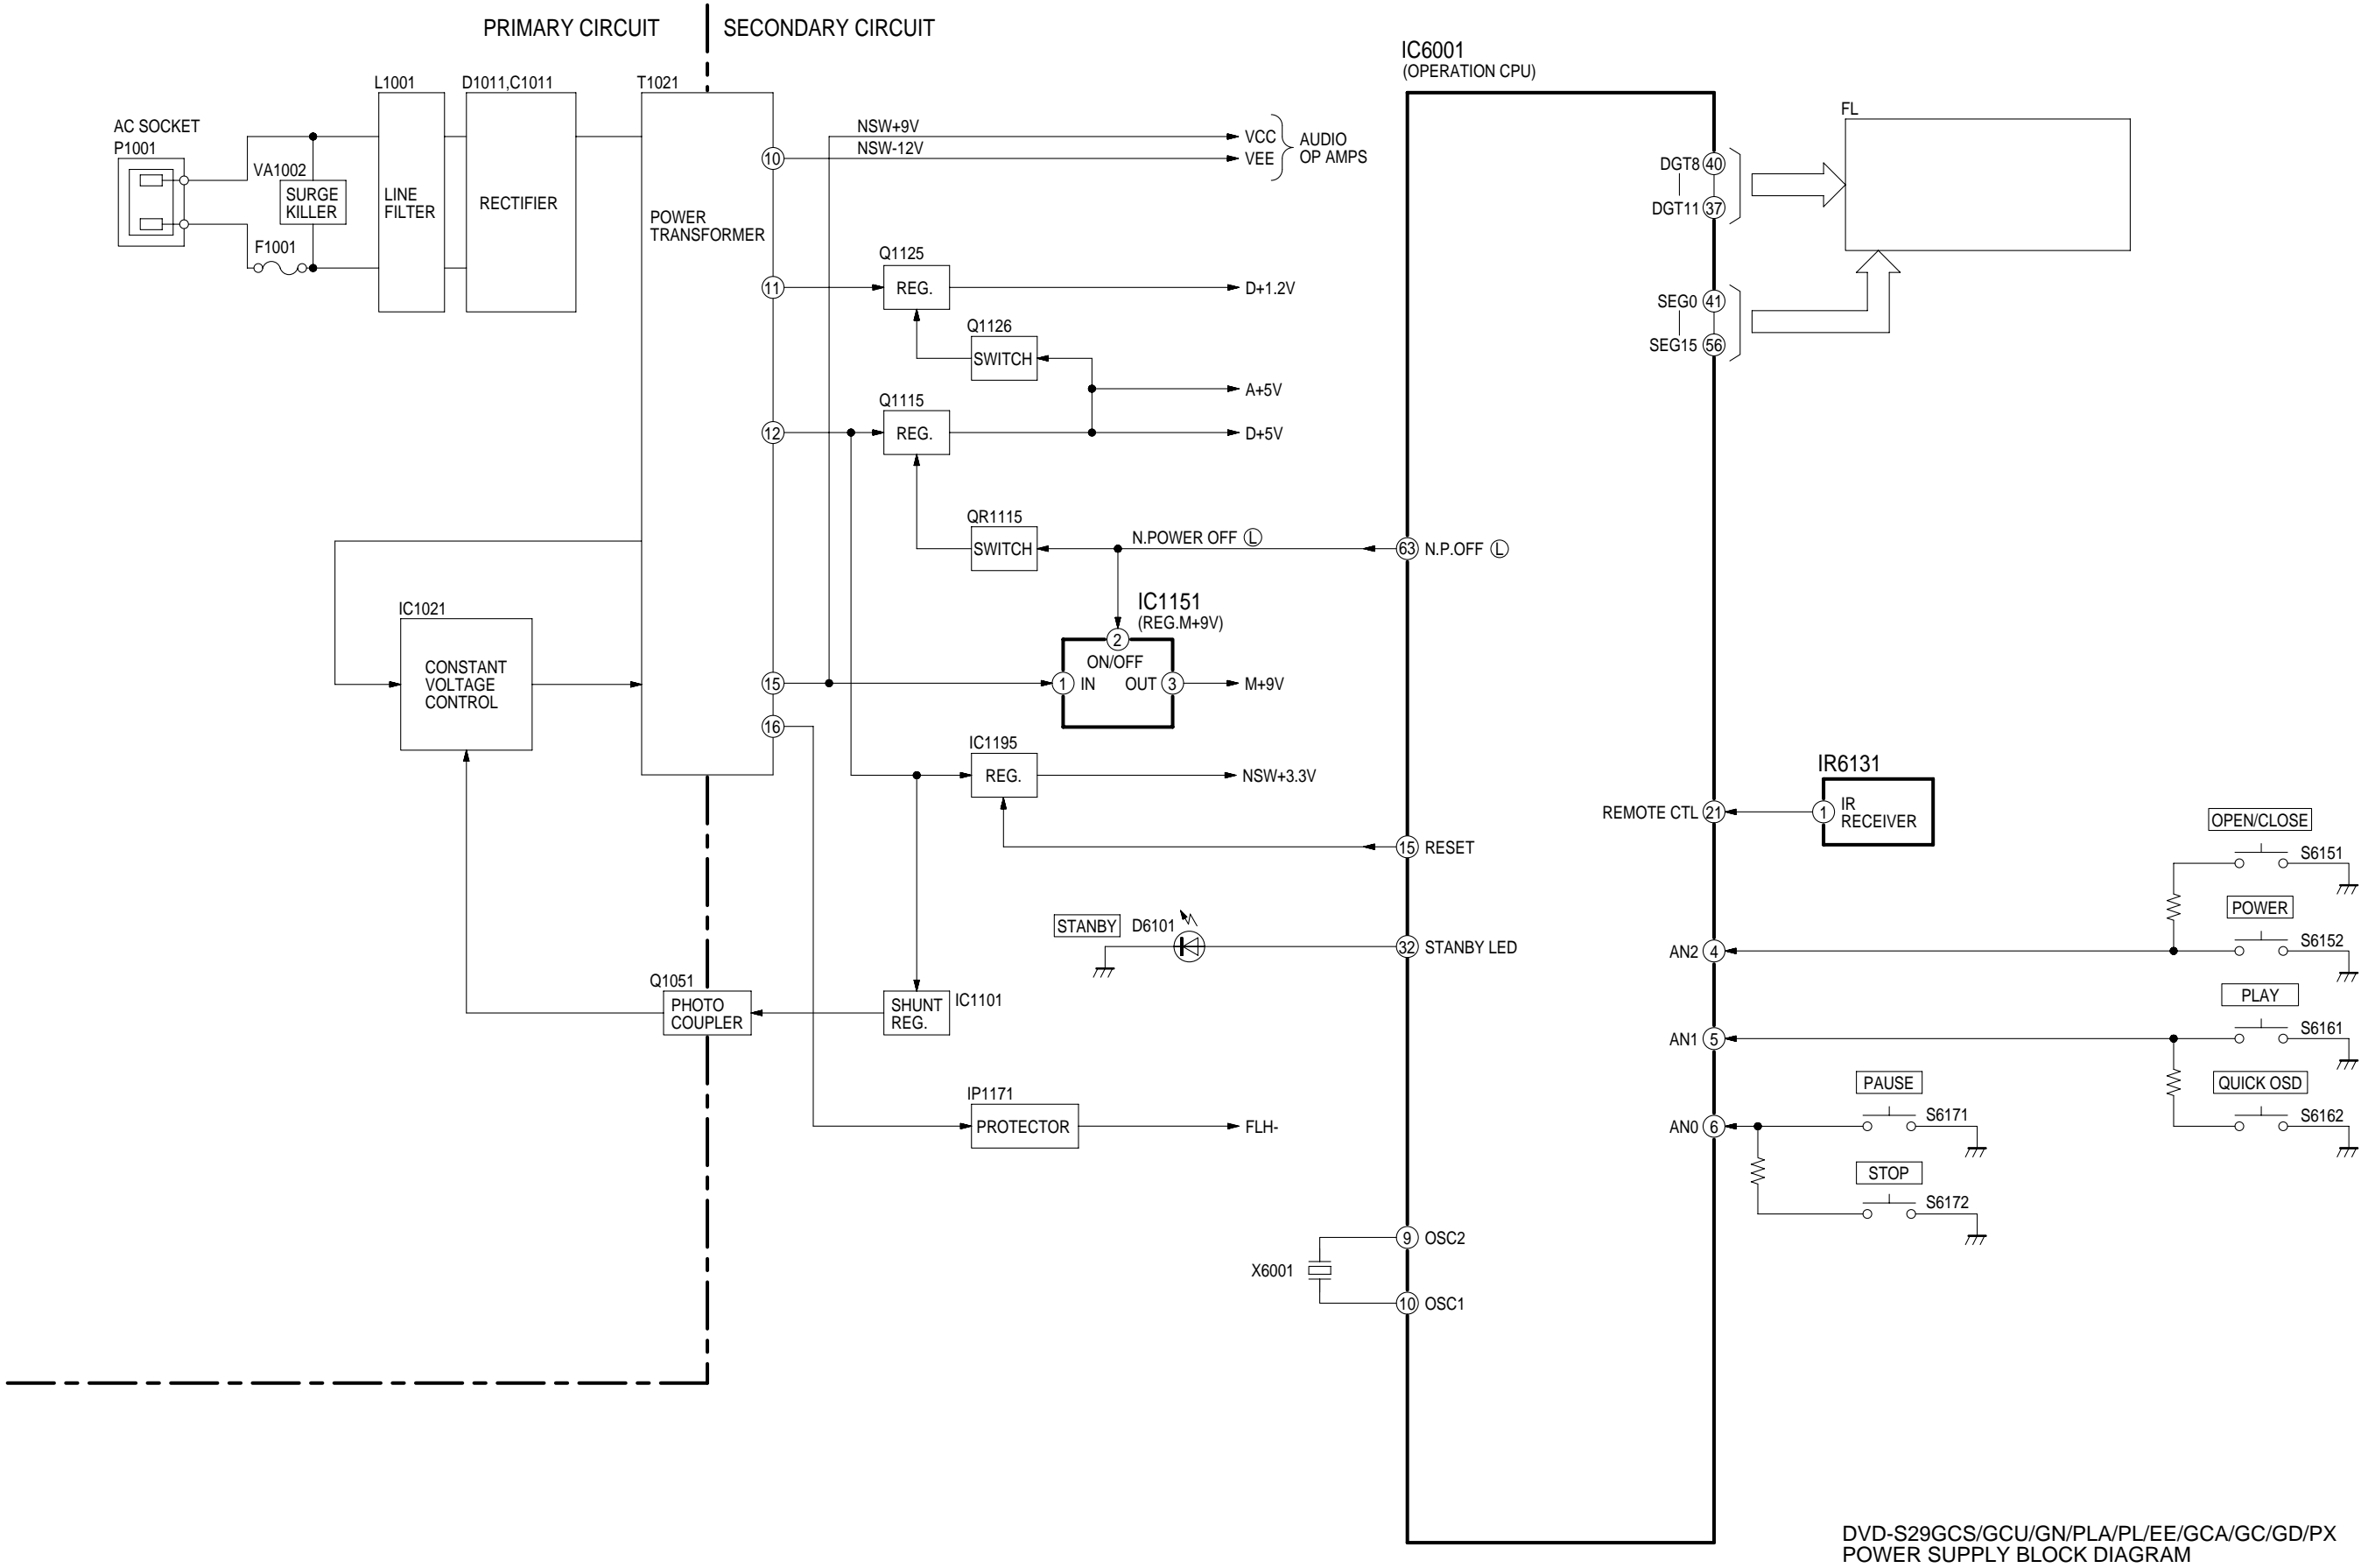 PRIMARY CIRCUIT
SECONDARY CIRCUIT
IC6001
(OPERATION CPU)
L1001
D1011,C1011
T1021
AC SOCKET
P1001
VA1002
SURGE
KILLER
F1001
LINE
FILTER
RECTIFIER
POWER
TRANSFORMER
10
11
12
15
16
NSW+9V
NSW-12V
VCC
VEE
AUDIO
OP AMPS
Q1125
REG.
D+1.2V
Q1126
SWITCH
A+5V
Q1115
REG.
D+5V
QR1115
SWITCH
N.POWER OFF L
63 N.P.OFF L
IC1151
(REG.M+9V)
2
ON/OFF
1 IN
OUT 3
M+9V
IC1021
CONSTANT
VOLTAGE
CONTROL
IC1195
REG.
NSW+3.3V
15 RESET
STANBY
D6101
32 STANBY LED
Q1051
PHOTO
COUPLER
SHUNT
REG.
IC1101
IP1171
PROTECTOR
FLH-
X6001
9 OSC2
10 OSC1
DGT8 40
DGT11 37
SEG0 41
SEG15 56
FL
REMOTE CTL 21
IR6131
1
IR
RECEIVER
OPEN/CLOSE
S6151
POWER
S6152
AN2 4
PLAY
S6161
AN1 5
QUICK OSD
S6162
PAUSE
S6171
AN0 6
STOP
S6172
DVD-S29GCS/GCU/GN/PLA/PL/EE/GCA/GC/GD/PX
POWER SUPPLY BLOCK DIAGRAM